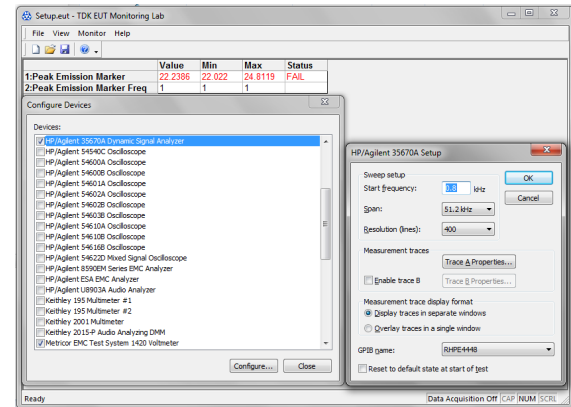 Setup.eut - TDK EUT Monitoring Lab
File View Monitor Help
Value Min Max Status
1:Peak Emission Marker 22.2386 22.022 24.8119 FAIL
2:Peak Emission Marker Freq 1 1 1
Configure Devices
Devices:
HP/Agilent 35670A Dynamic Signal Analyzer
HP/Agilent 54540C Oscilloscope
HP/Agilent 54600A Oscilloscope
HP/Agilent 54600B Oscilloscope
HP/Agilent 54601A Oscilloscope
HP/Agilent 54602A Oscilloscope
HP/Agilent 54602B Oscilloscope
HP/Agilent 54603B Oscilloscope
HP/Agilent 54610A Oscilloscope
HP/Agilent 54610B Oscilloscope
HP/Agilent 54616B Oscilloscope
HP/Agilent 54622D Mixed Signal Oscilloscope
HP/Agilent 8590EM Series EMC Analyzer
HP/Agilent ESA EMC Analyzer
HP/Agilent U8903A Audio Analyzer
Keithley 195 Multimeter #1
Keithley 195 Multimeter #2
Keithley 2001 Multimeter
Keithley 2015-P Audio Analyzing DMM
Metricor EMC Test System 1420 Voltmeter
Configure... Close
HP/Agilent 35670A Setup
Sweep setup
Start frequency: 0.8 kHz
OK
Cancel
Span: 51.2 kHz
Resolution (lines): 400
Measurement traces
Trace A Properties...
Enable trace B Trace B Properties...
Measurement trace display format
Display traces in separate windows
Overlay traces in a single window
GPIB name: RHPE4448
Reset to default state at start of test
Ready Data Acquisition Off CAP NUM SCRL